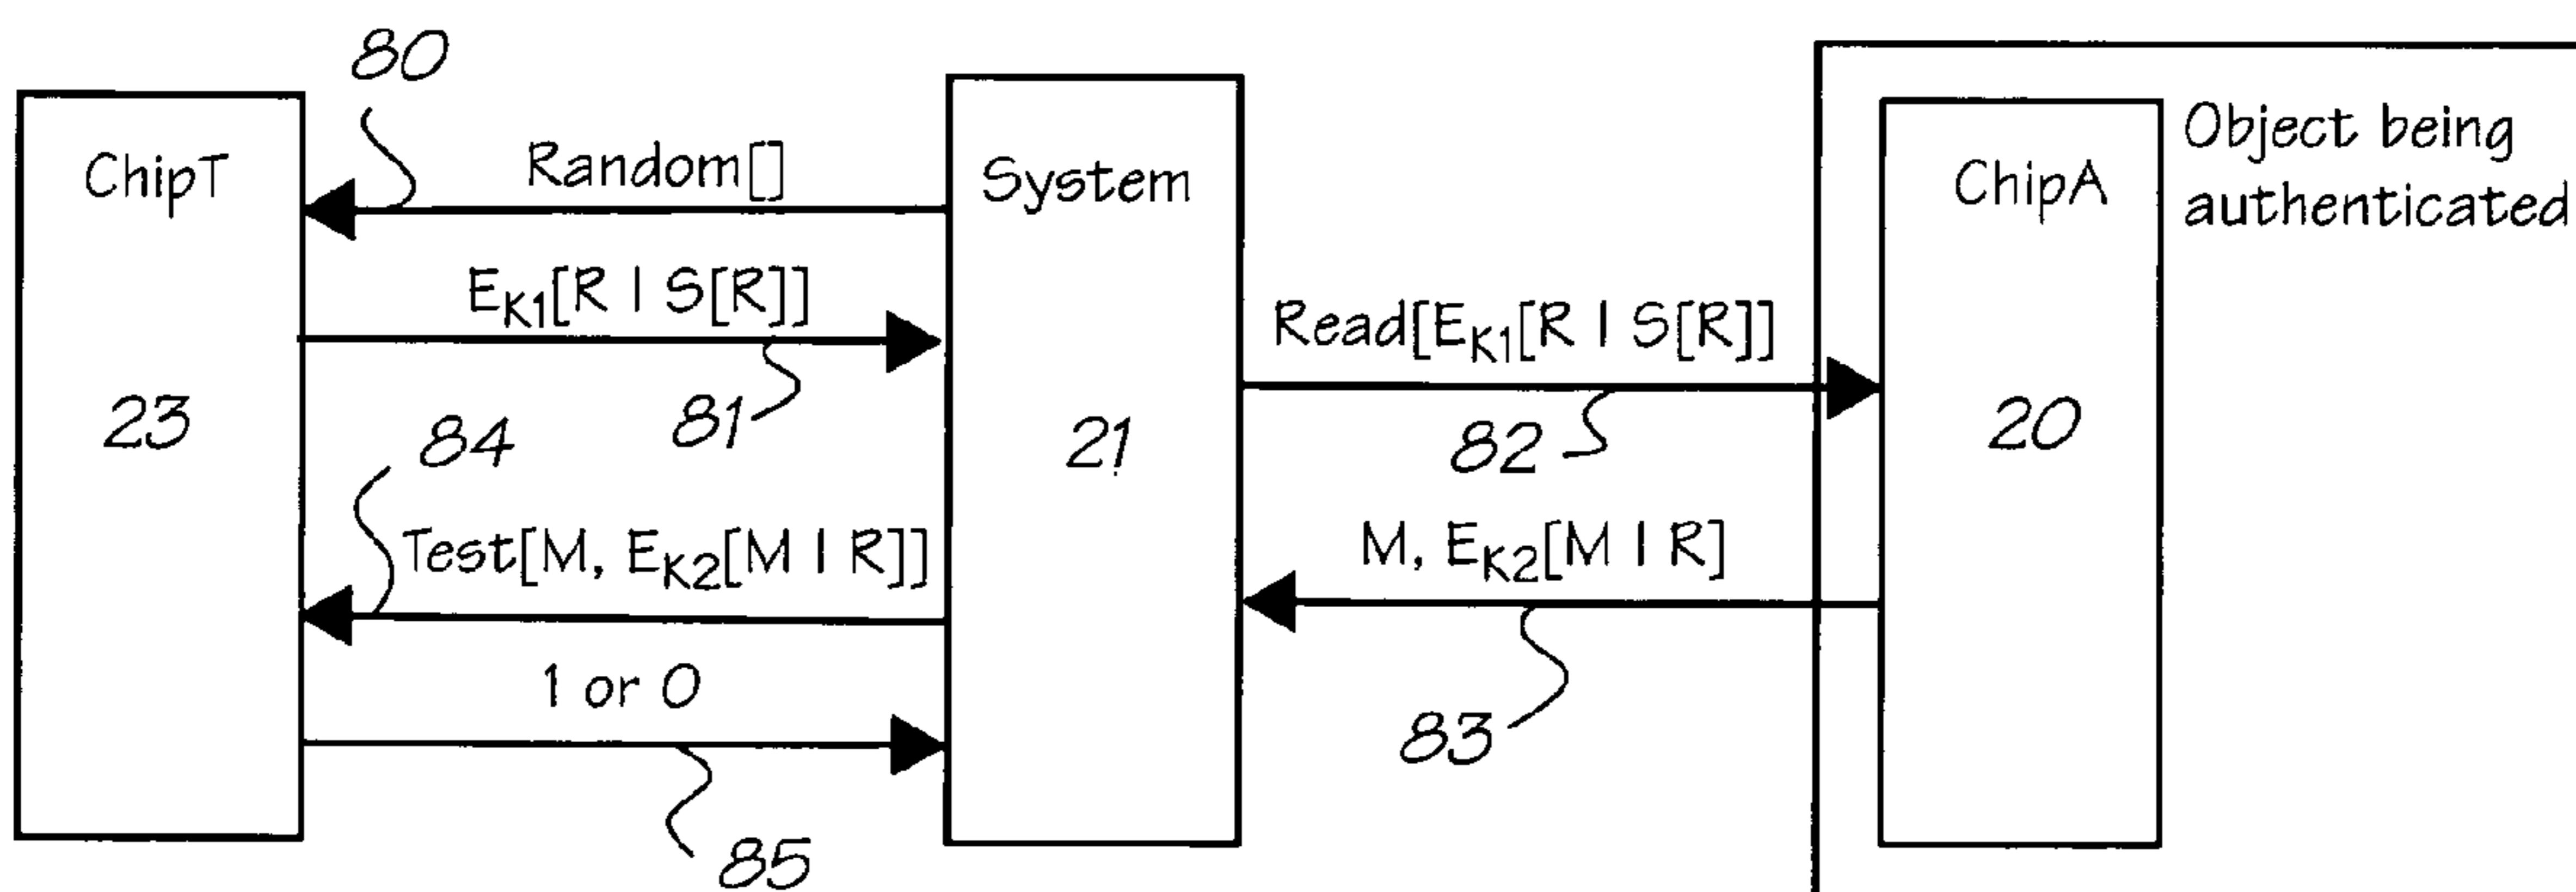 80
ChipT
Random[]
System
ChipA
Object being
authenticated
E_K1[R | S[R]]
Read[E_K1[R | S[R]]
23
81
21
82
20
84
Test[M, E_K2[M | R]]
M, E_K2[M | R]
1 or 0
83
85